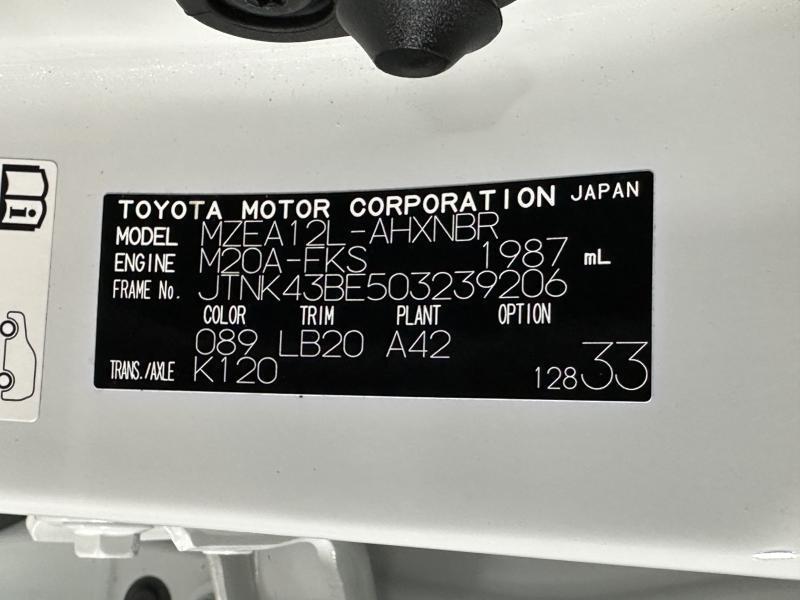 TOYOTA MOTOR CORPORATION JAPAN
MODEL MZEA12L-AHXNBR
ENGINE M20A-FKS 1987 mL
FRAME No. JTNK43BE503239206
COLOR TRIM PLANT OPTION
089 LB20 A42
TRANS./AXLE K120 12833